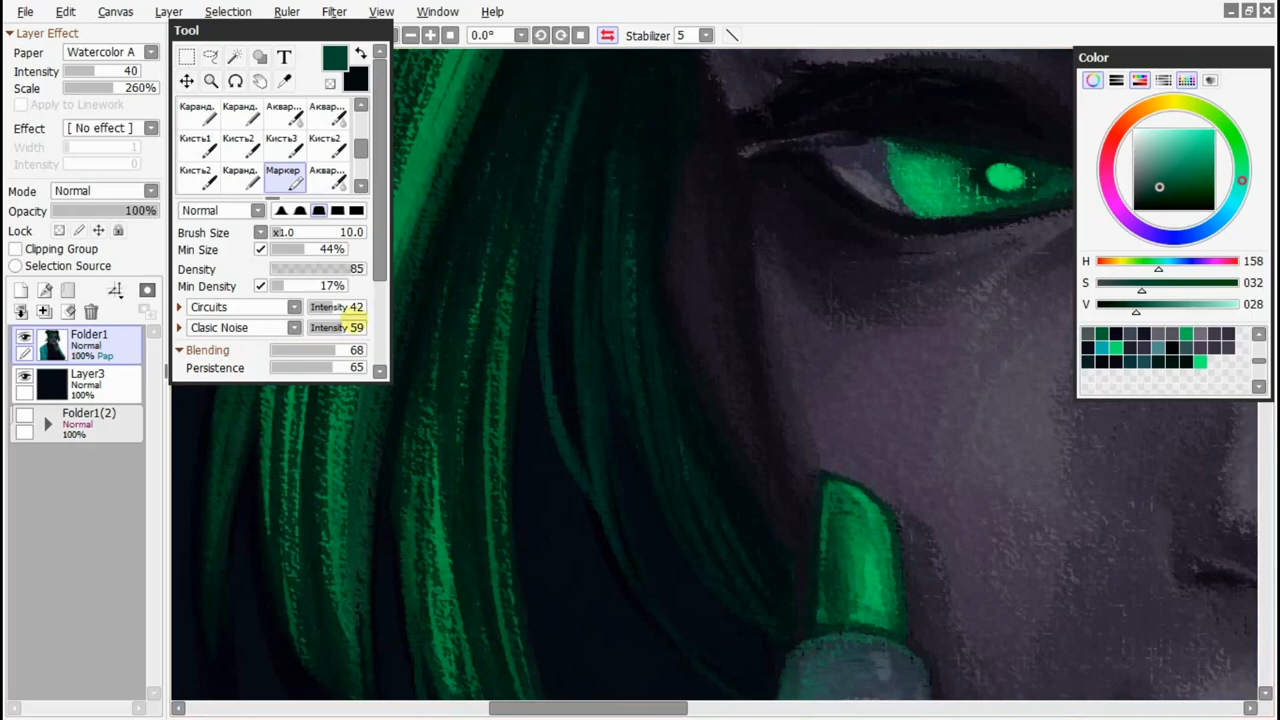 File Edit Canvas Layer Selection Ruler Filter View Window Help
Layer Effect
Paper Watercolor A
Intensity 40
Scale 260%
Apply to Linework
Effect [ No effect ]
Width 1
Intensity 0
Mode Normal
Opacity 100%
Lock
Clipping Group
Selection Source
Folder1
Normal
100% Pap
Layer3
Normal
100%
Folder1(2)
Normal
100%
Tool
T
Каранд. Каранд. Аквар... Аквар...
Кисть1 Кисть2 Кисть3 Кисть2
Кисть2 Каранд. Маркер Аквар...
Normal
Brush Size x1.0 10.0
Min Size 44%
Density 85
Min Density 17%
Circuits Intensity 42
Clasic Noise Intensity 59
Blending 68
Persistence 65
0.0° Stabilizer 5
Color
H 158
S 032
V 028